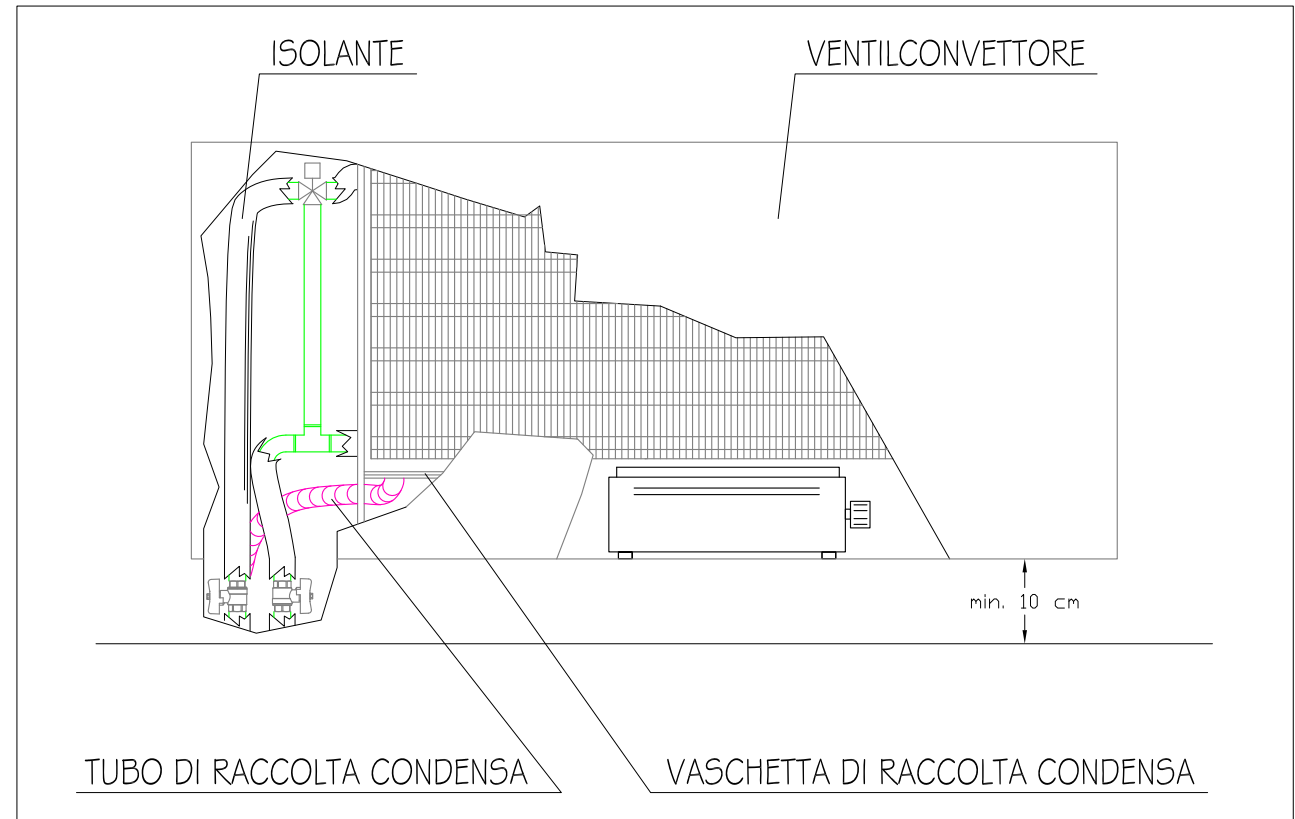 ISOLANTE
VENTILCONVETTORE
min. 10 cm
TUBO DI RACCOLTA CONDENSA
VASCHETTA DI RACCOLTA CONDENSA